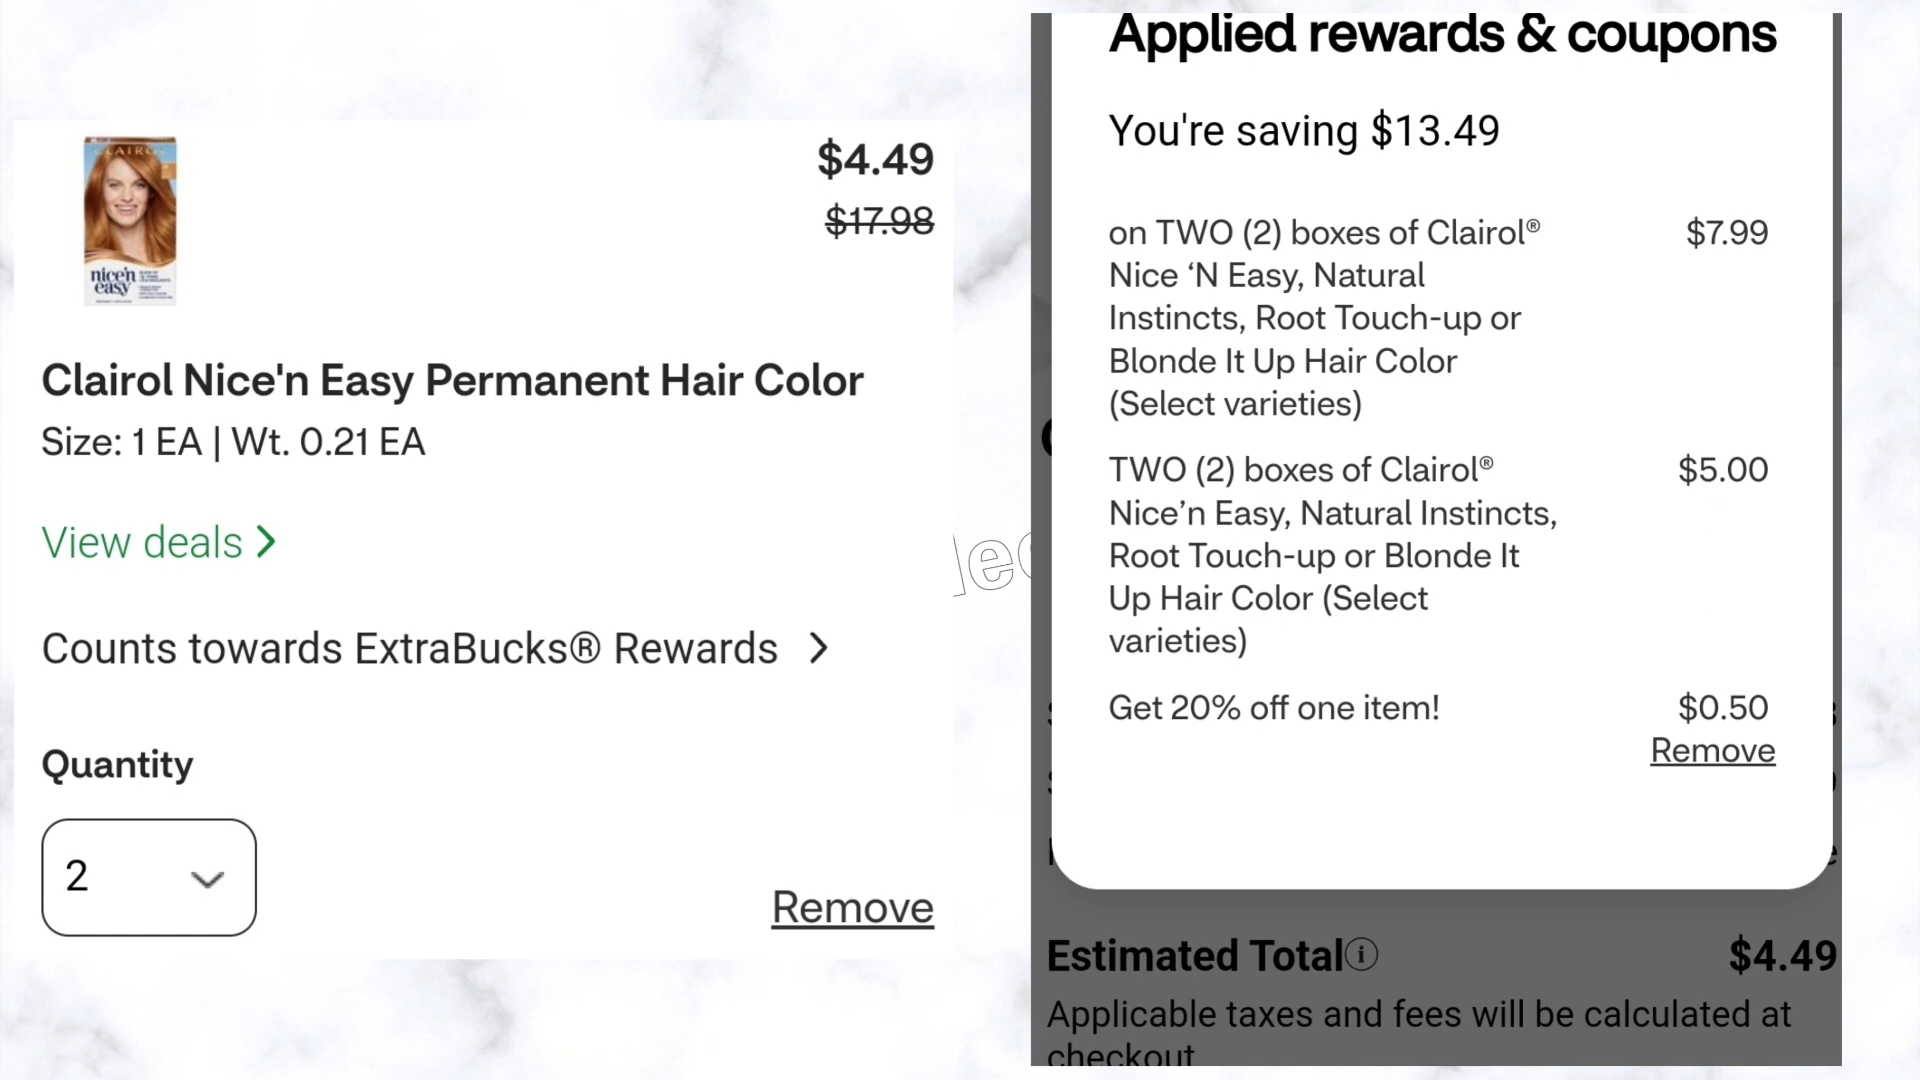 CLAIROL
nice'n
easy
$4.49
$17.98
Clairol Nice'n Easy Permanent Hair Color
Size: 1 EA | Wt. 0.21 EA
View deals
Counts towards ExtraBucks® Rewards
Quantity
2
Remove
Applied rewards & coupons
You're saving $13.49
on TWO (2) boxes of Clairol® $7.99
Nice ‘N Easy, Natural
Instincts, Root Touch-up or
Blonde It Up Hair Color
(Select varieties)
TWO (2) boxes of Clairol® $5.00
Nice’n Easy, Natural Instincts,
Root Touch-up or Blonde It
Up Hair Color (Select
varieties)
Get 20% off one item! $0.50
Remove
Estimated Total $4.49
Applicable taxes and fees will be calculated at
checkout